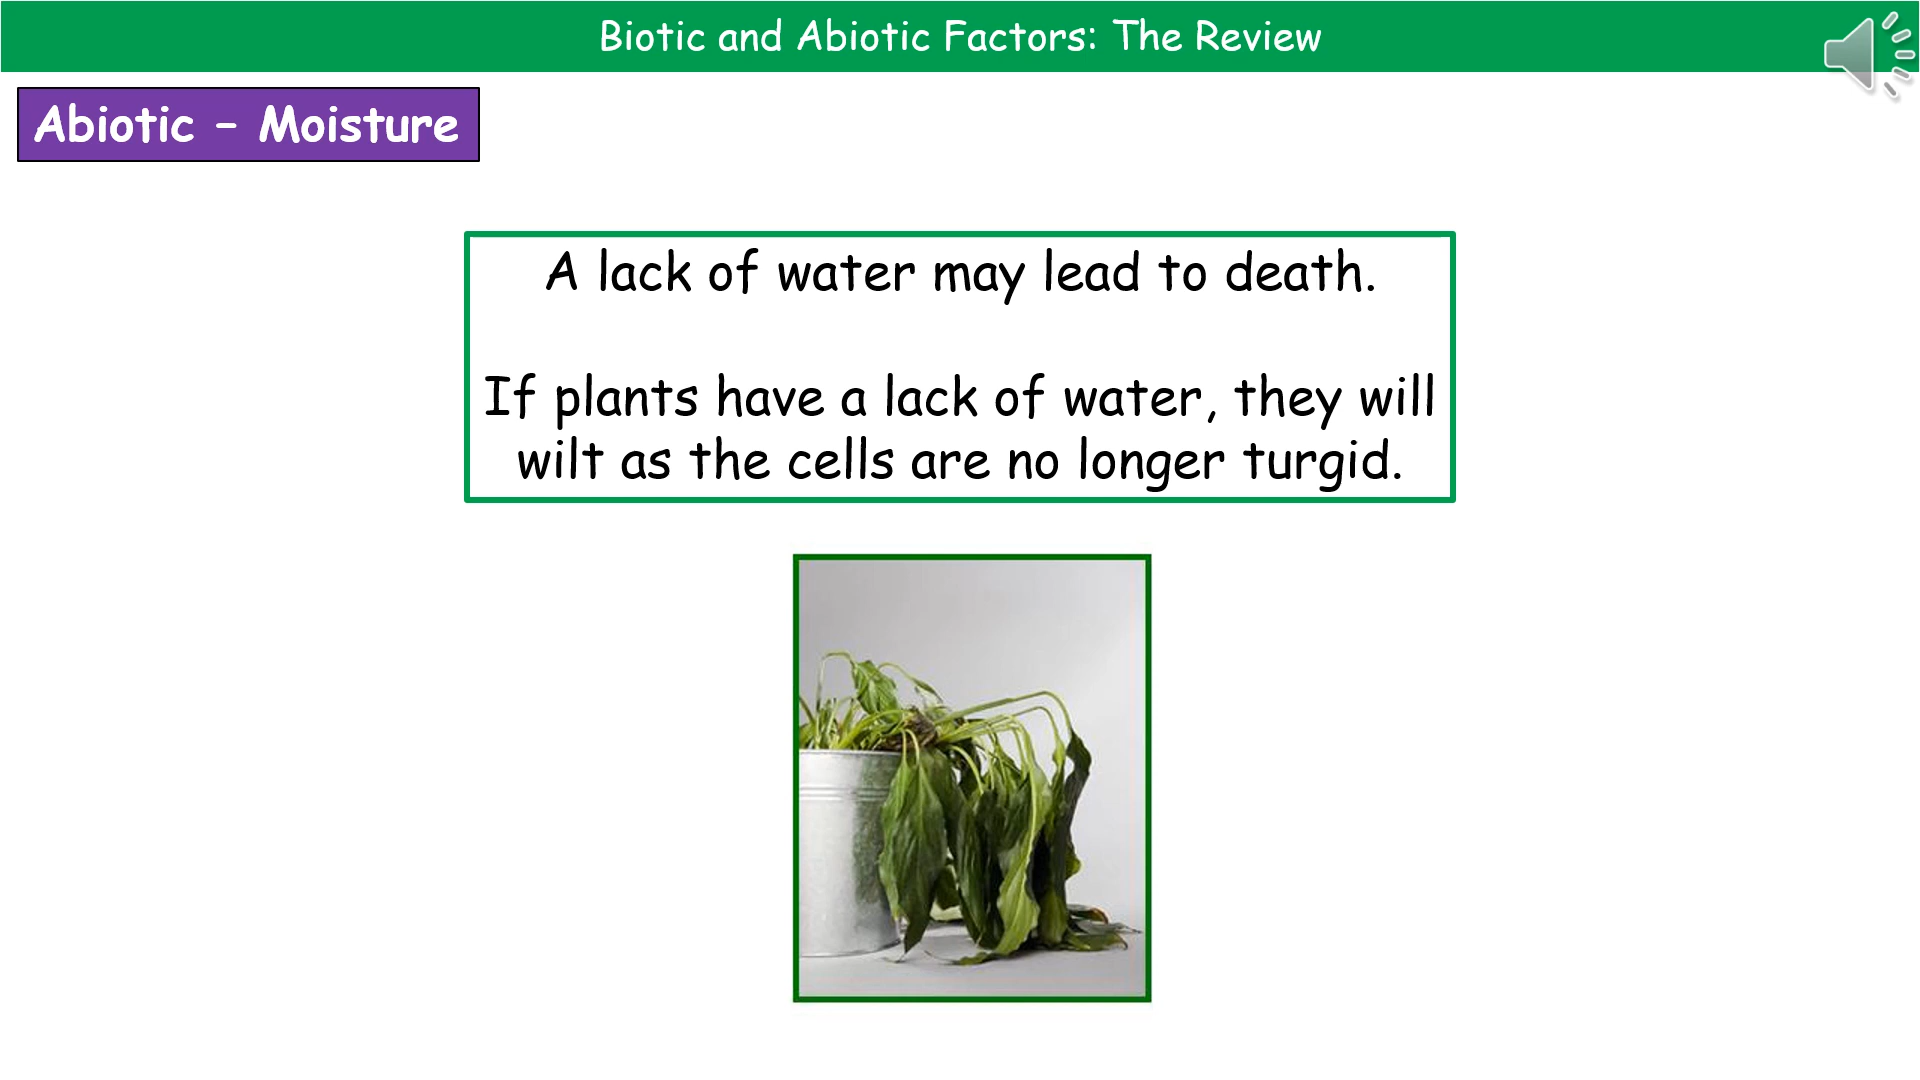 Biotic and Abiotic Factors: The Review
Abiotic – Moisture
A lack of water may lead to death.
If plants have a lack of water, they will
wilt as the cells are no longer turgid.